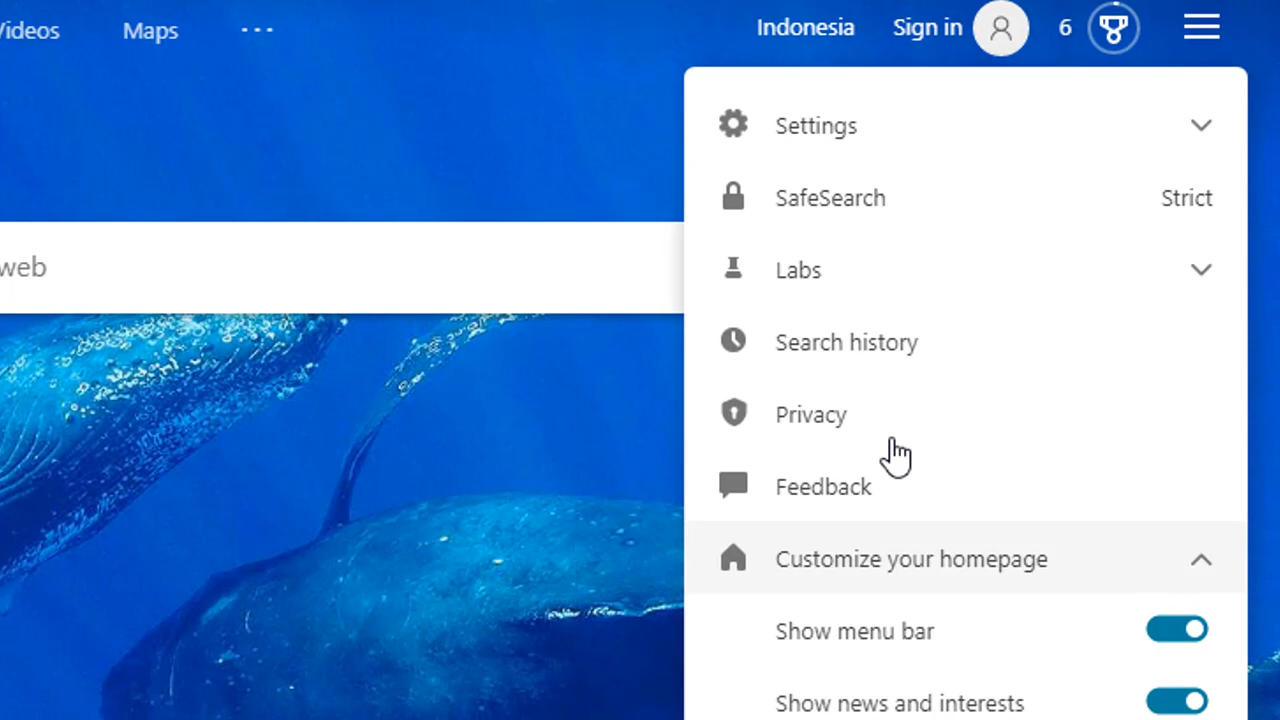 Videos Maps ...
Indonesia Sign in 6
Settings
SafeSearch Strict
web
Labs
Search history
Privacy
Feedback
Customize your homepage
Show menu bar
Show news and interests